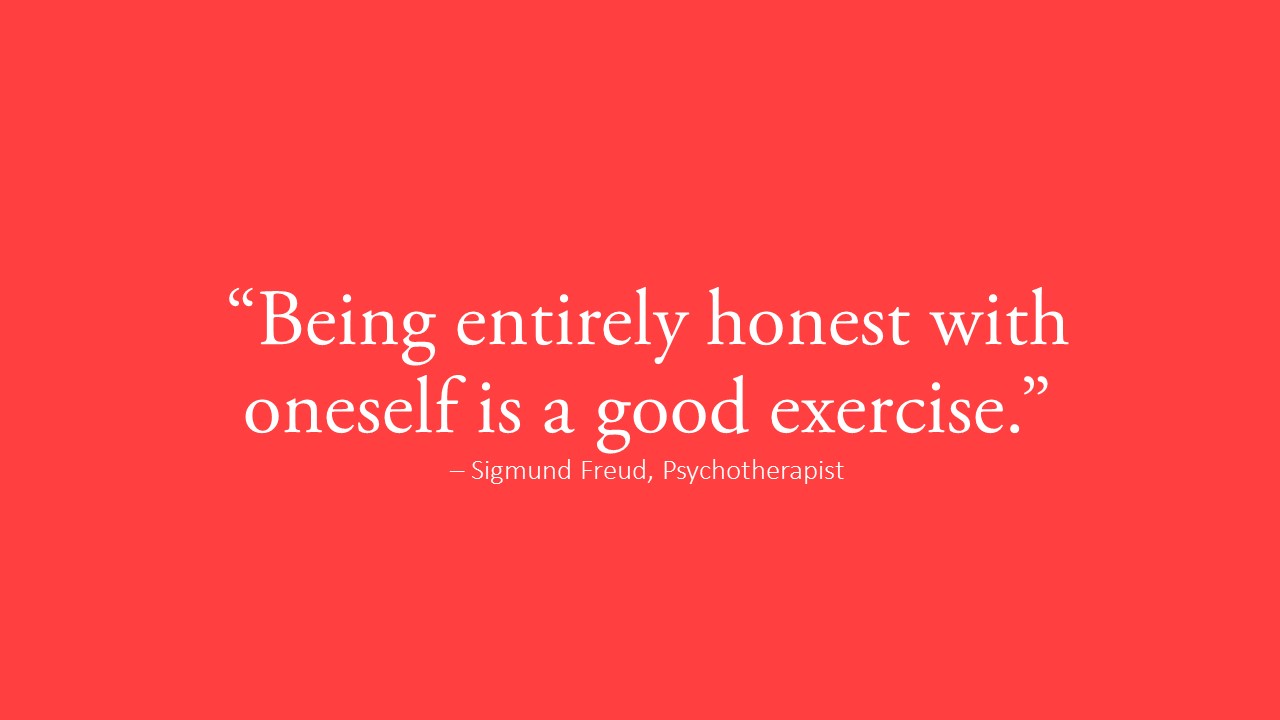 “Being entirely honest with
oneself is a good exercise.”
– Sigmund Freud, Psychotherapist